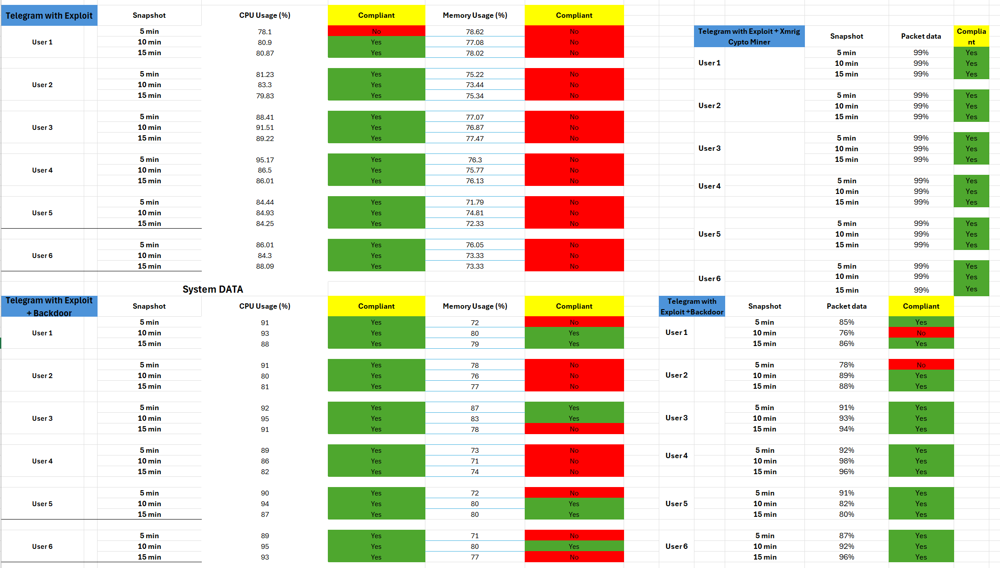 Telegram with Exploit Snapshot CPU Usage (%) Compliant Memory Usage (%) Compliant
User 1
5 min 78.1 No 78.62 No
10 min 80.9 Yes 77.08 No
15 min 80.87 Yes 78.02 No
User 2
5 min 81.23 Yes 75.22 No
10 min 83.3 Yes 73.44 No
15 min 79.83 Yes 75.34 No
User 3
5 min 88.41 Yes 77.07 No
10 min 91.51 Yes 76.87 No
15 min 89.22 Yes 77.47 No
User 4
5 min 95.17 Yes 76.3 No
10 min 86.5 Yes 75.77 No
15 min 86.01 Yes 76.13 No
User 5
5 min 84.44 Yes 71.79 No
10 min 84.93 Yes 74.81 No
15 min 84.25 Yes 72.33 No
User 6
5 min 86.01 Yes 76.05 No
10 min 84.3 Yes 73.33 No
15 min 88.09 Yes 73.33 No
Telegram with Exploit + Xmrig
Cypto Miner
Snapshot Packet data
Complia
nt
User 1
5 min 99% Yes
10 min 99% Yes
15 min 99% Yes
User 2
5 min 99% Yes
10 min 99% Yes
15 min 99% Yes
User 3
5 min 99% Yes
10 min 99% Yes
15 min 99% Yes
User 4
5 min 99% Yes
10 min 99% Yes
15 min 99% Yes
User 5
5 min 99% Yes
10 min 99% Yes
15 min 99% Yes
User 6
5 min 99% Yes
10 min 99% Yes
15 min 99% Yes
System DATA
Telegram with Exploit
+ Backdoor
Snapshot CPU Usage (%) Compliant Memory Usage (%) Compliant
User 1
5 min 91 Yes 72 No
10 min 93 Yes 80 Yes
15 min 88 Yes 79 Yes
User 2
5 min 91 Yes 78 No
10 min 80 Yes 76 No
15 min 81 Yes 77 No
User 3
5 min 92 Yes 87 Yes
10 min 95 Yes 83 Yes
15 min 91 Yes 78 No
User 4
5 min 89 Yes 73 No
10 min 86 Yes 71 No
15 min 82 Yes 74 No
User 5
5 min 90 Yes 72 No
10 min 94 Yes 80 Yes
15 min 87 Yes 80 Yes
User 6
5 min 89 Yes 71 No
10 min 95 Yes 80 Yes
15 min 93 Yes 77 No
Telegram with
Exploit +Backdoor
Snapshot Packet data Compliant
User 1
5 min 85% Yes
10 min 76% No
15 min 86% Yes
User 2
5 min 78% No
10 min 89% Yes
15 min 88% Yes
User 3
5 min 91% Yes
10 min 93% Yes
15 min 94% Yes
User 4
5 min 92% Yes
10 min 98% Yes
15 min 96% Yes
User 5
5 min 91% Yes
10 min 82% Yes
15 min 80% Yes
User 6
5 min 87% Yes
10 min 92% Yes
15 min 96% Yes